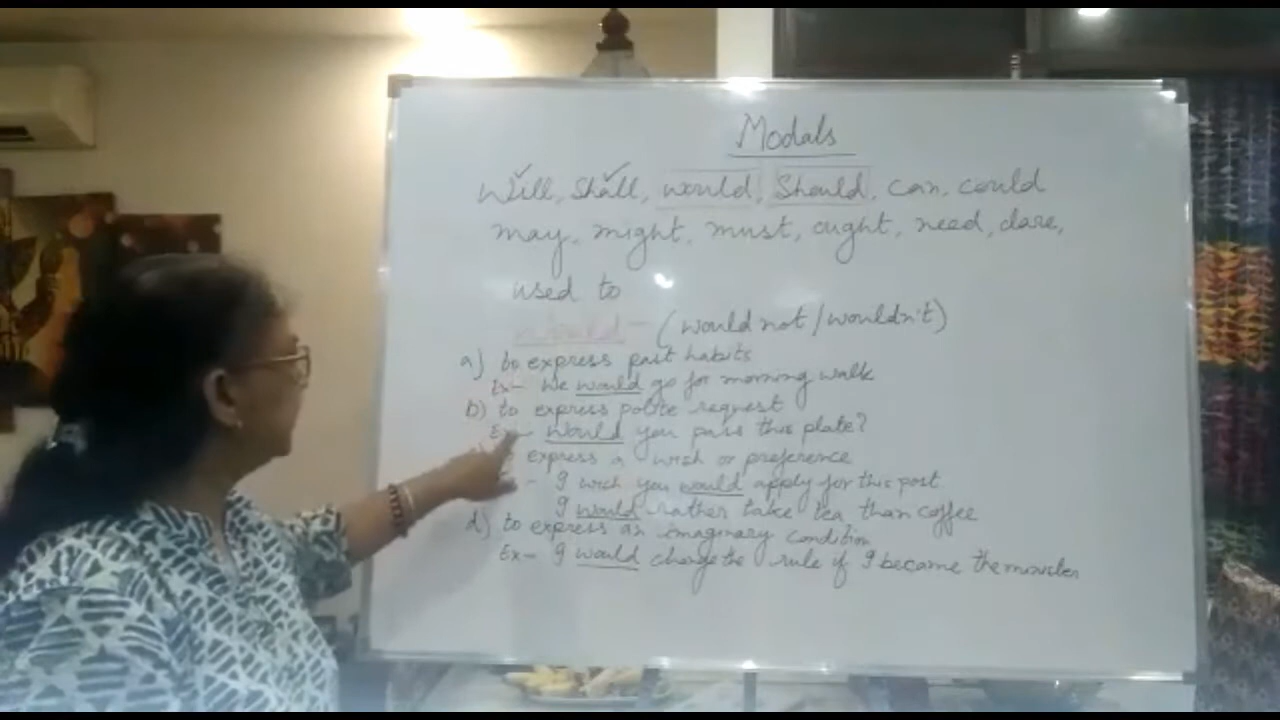 Modals
Will, Shall, would, Should, can, could
may, might, must, ought, need, dare,
used to
would - (would not/wouldn't)
a) to express past habits
Ex- We would go for morning walk
b) to express polite request
Ex- Would you pass this plate?
express a wish or preference
- I wish you would apply for this post
I would rather take tea than coffee
d) to express an imaginary condition
Ex- I would change the rule if I became the minister